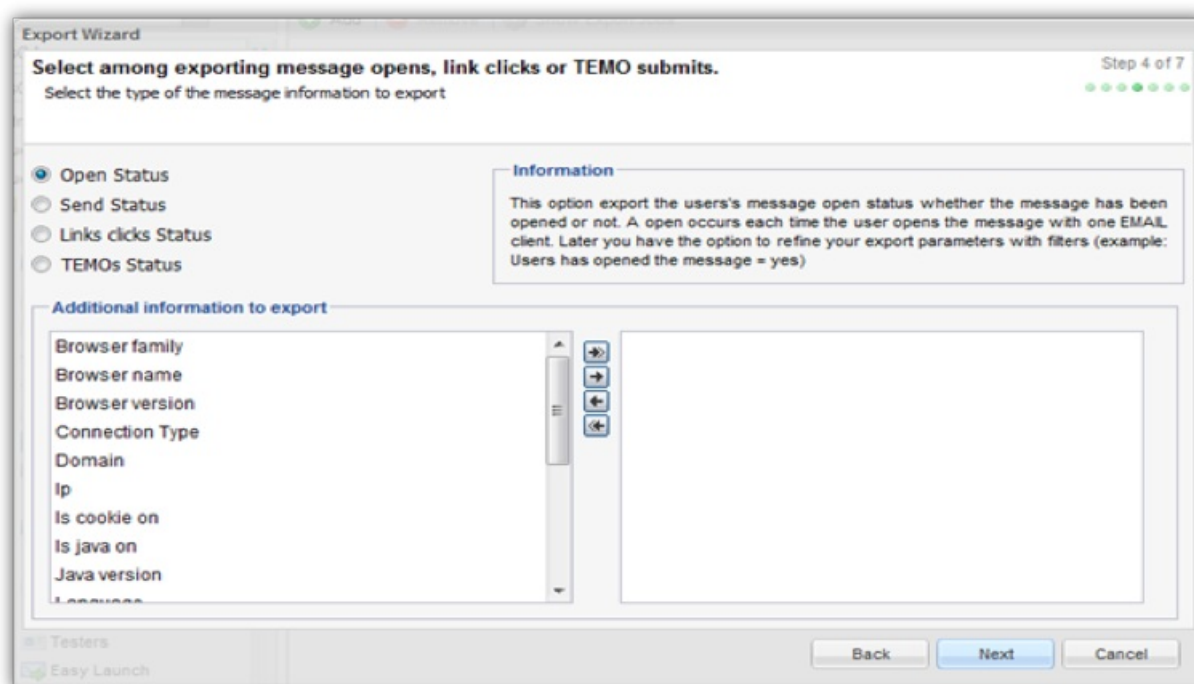 Export Wizard
Select among exporting message opens, link clicks or TEMO submits.
Step 4 of 7
Select the type of the message information to export
Open Status
Send Status
Links clicks Status
TEMOs Status
Information
This option export the users's message open status whether the message has been
opened or not. A open occurs each time the user opens the message with one EMAIL
client. Later you have the option to refine your export parameters with filters (example:
Users has opened the message = yes)
Additional information to export
Browser family
Browser name
Browser version
Connection Type
Domain
Ip
Is cookie on
Is java on
Java version
Language
Testers
Easy Launch
Back
Next
Cancel